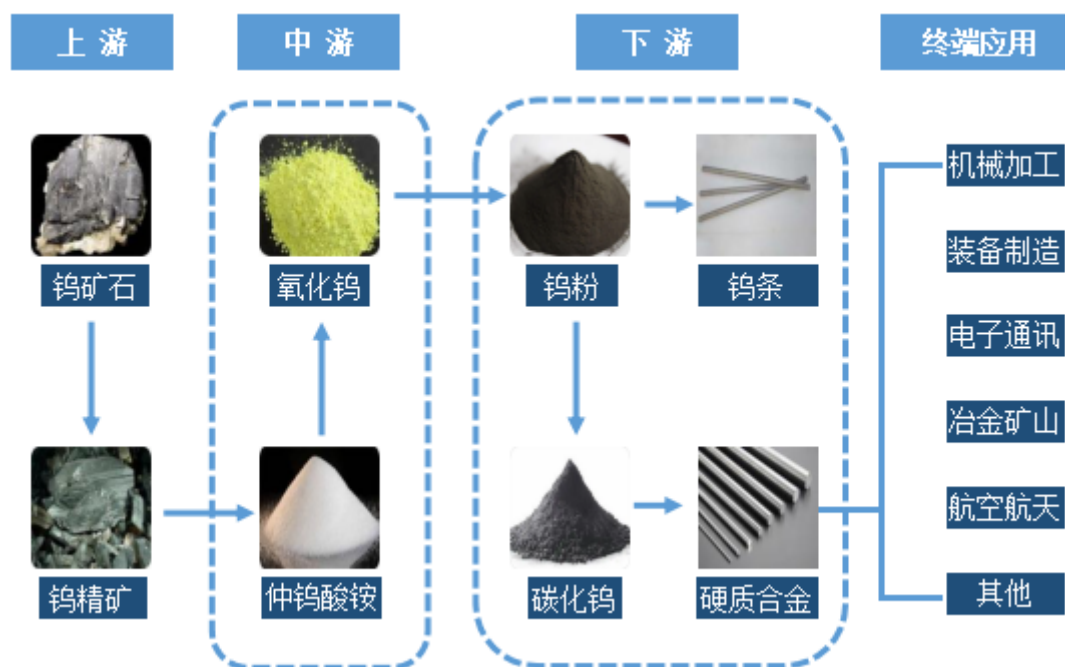 上 游
中 游
下 游
终端应用
钨矿石
氧化钨
钨粉
钨条
钨精矿
仲钨酸铵
碳化钨
硬质合金
机械加工
装备制造
电子通讯
冶金矿山
航空航天
其他